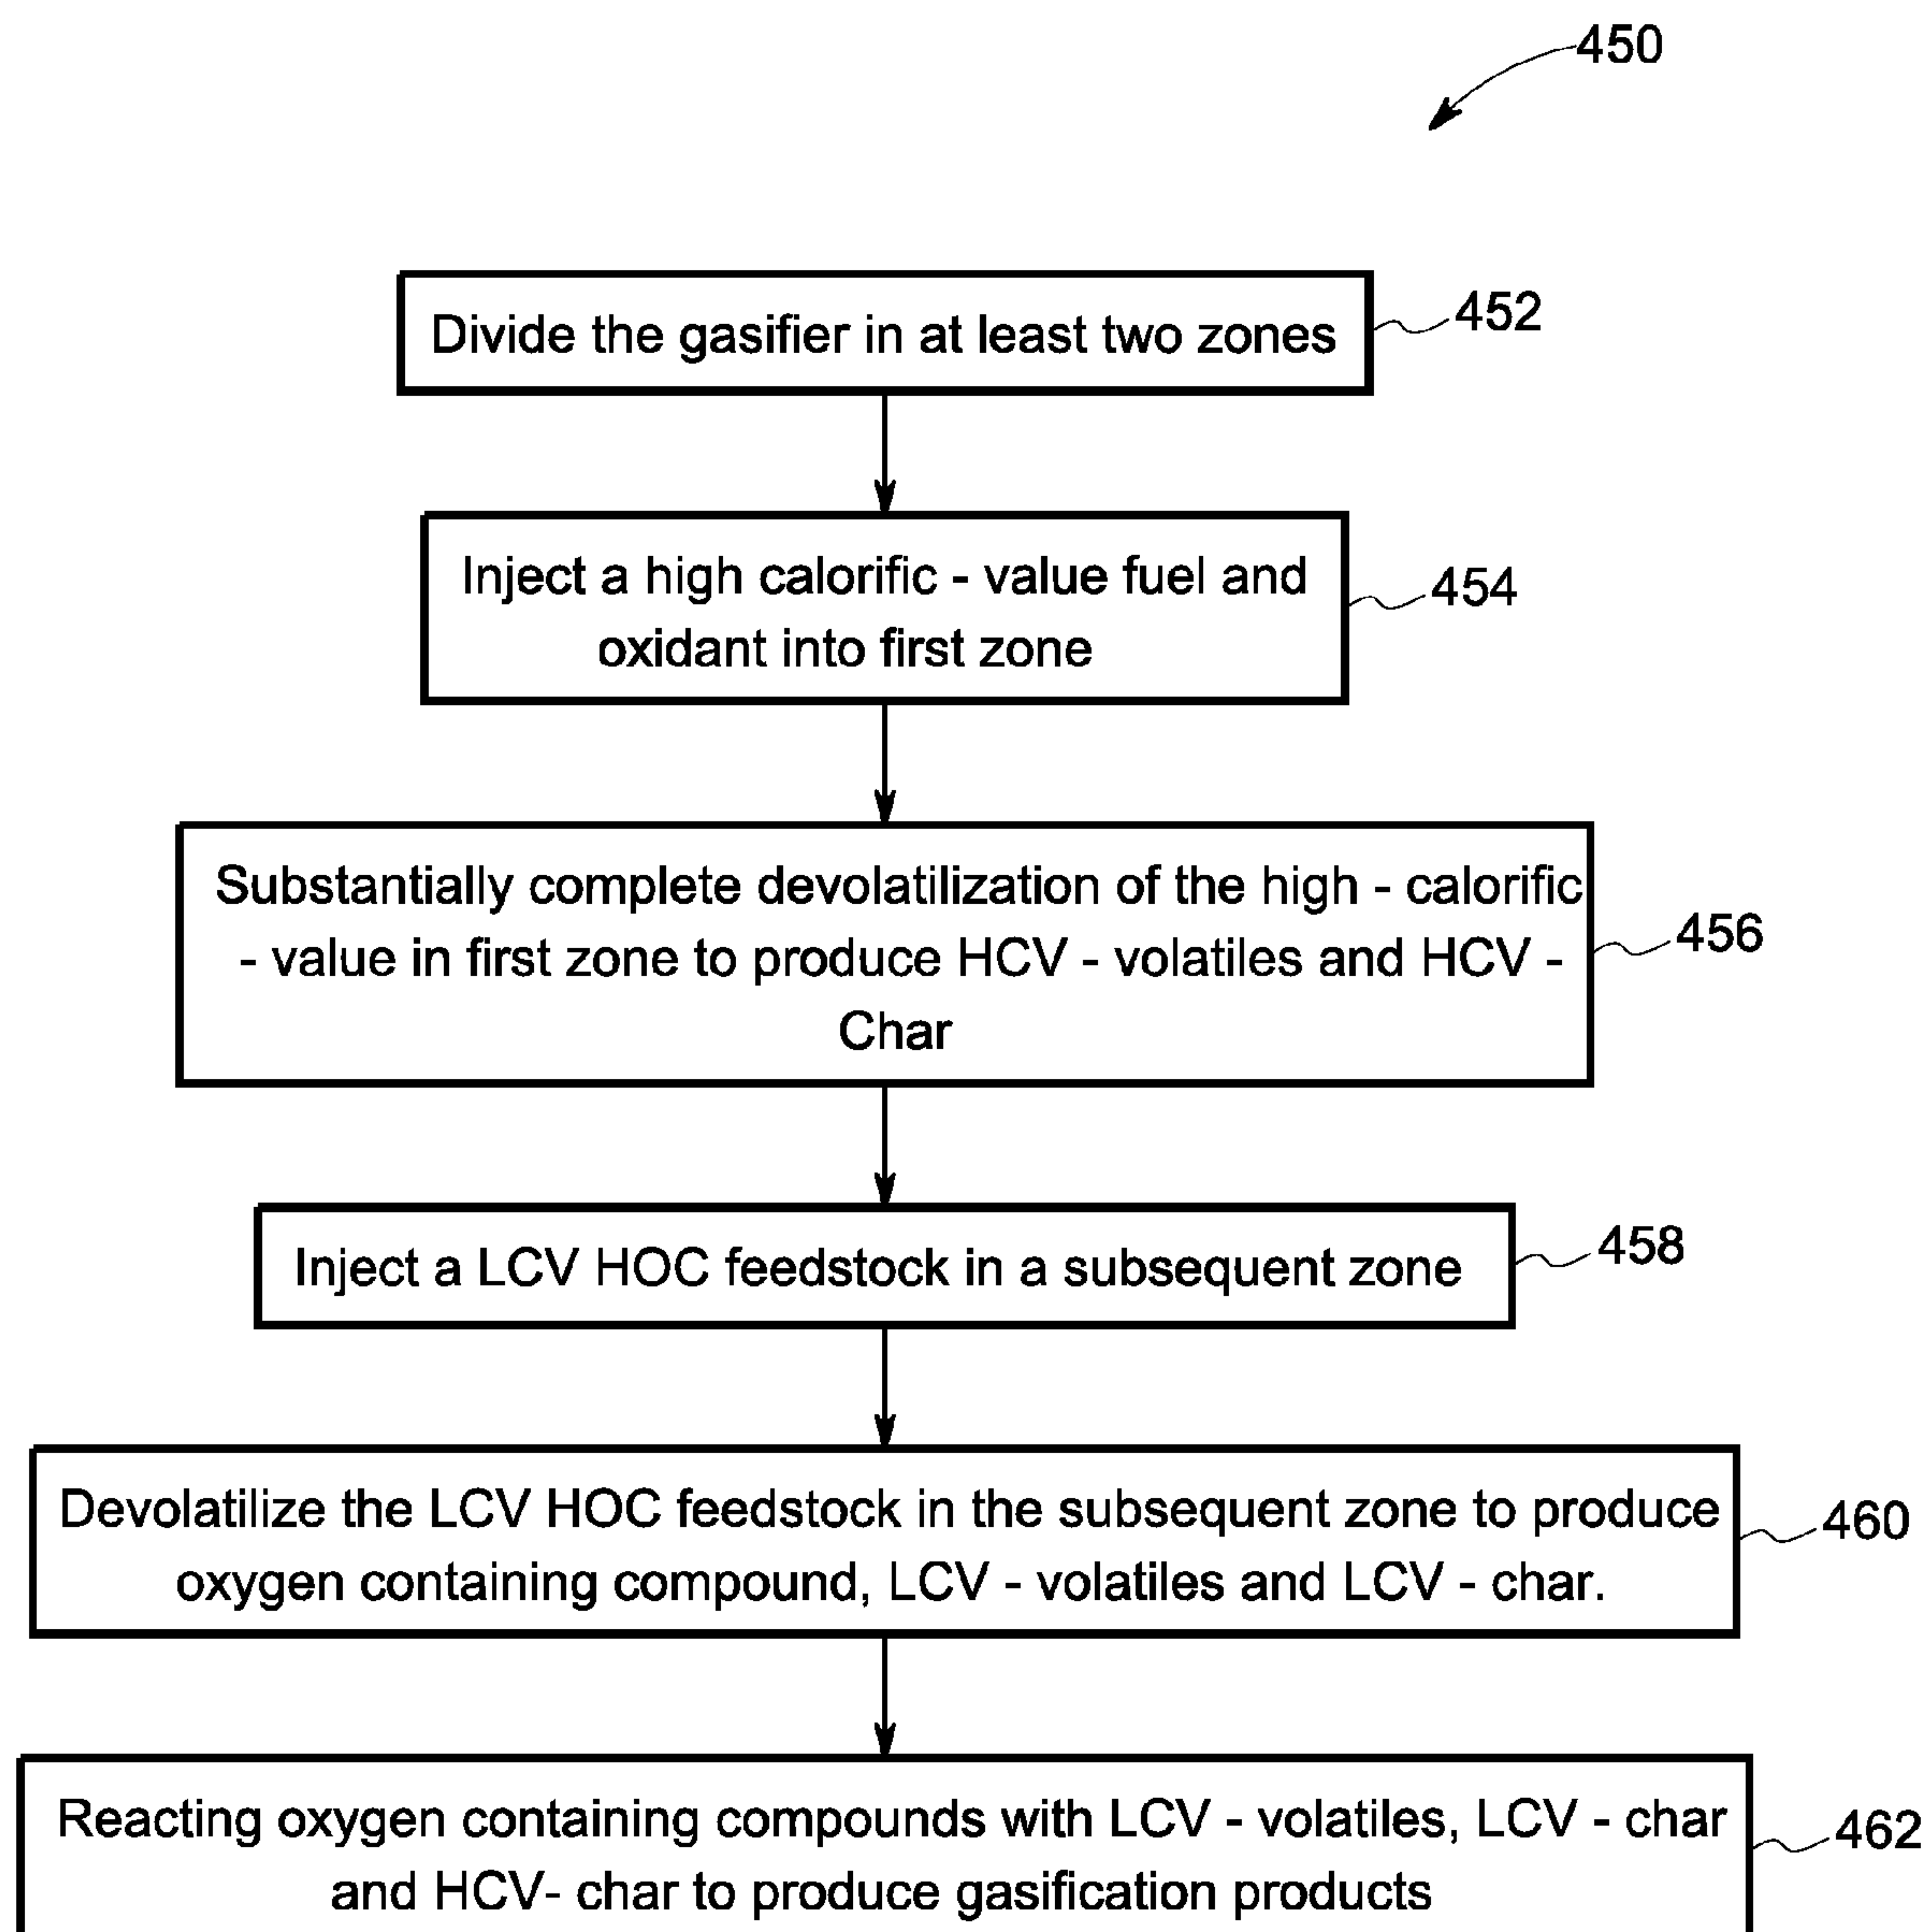 450
Divide the gasifier in at least two zones
452
Inject a high calorific - value fuel and
oxidant into first zone
454
Substantially complete devolatilization of the high - calorific
- value in first zone to produce HCV - volatiles and HCV -
Char
456
Inject a LCV HOC feedstock in a subsequent zone
458
Devolatilize the LCV HOC feedstock in the subsequent zone to produce
oxygen containing compound, LCV - volatiles and LCV - char.
460
Reacting oxygen containing compounds with LCV - volatiles, LCV - char
and HCV- char to produce gasification products
462